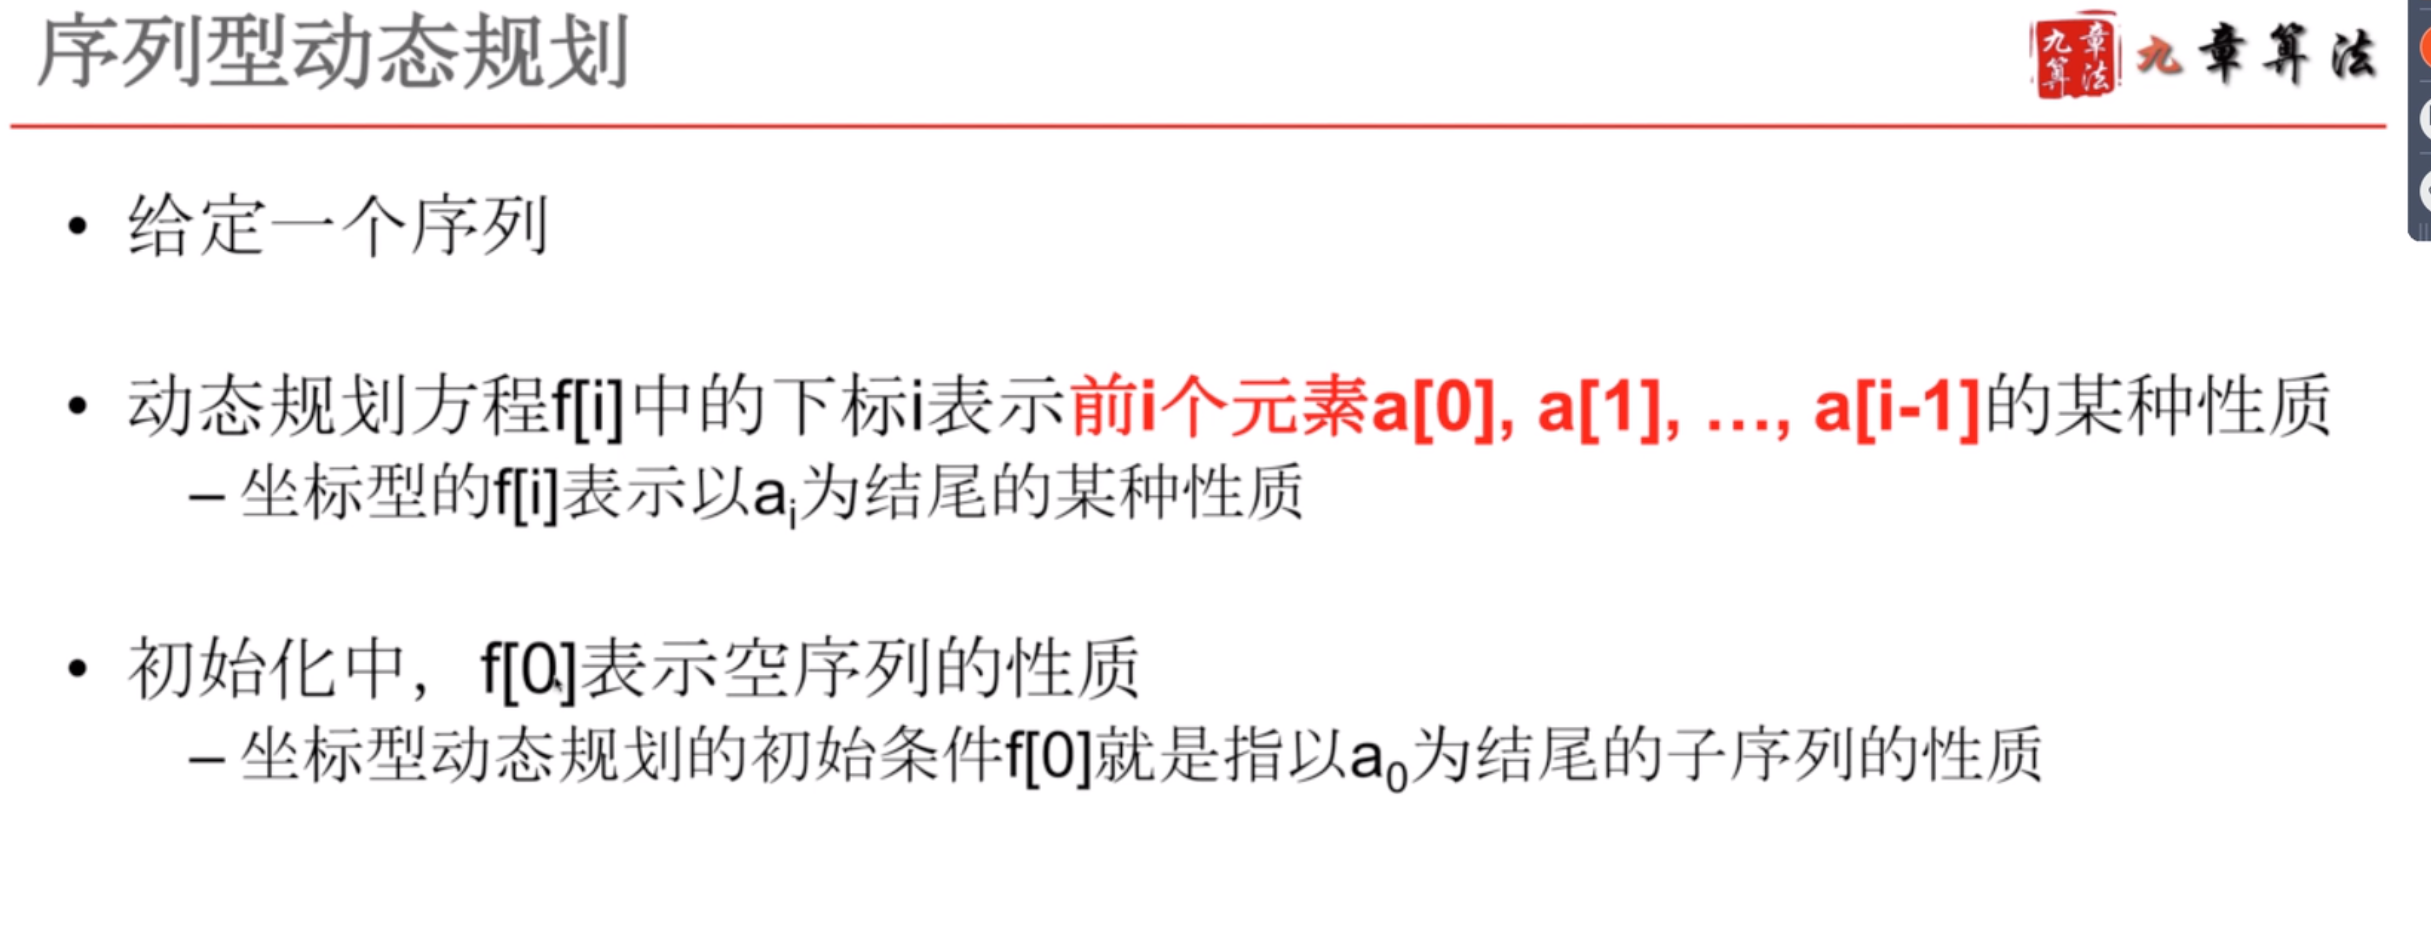 序列型动态规划
九章算法
九章算法
• 给定一个序列
• 动态规划方程f[i]中的下标i表示前i个元素a[0], a[1], ..., a[i-1]的某种性质
– 坐标型的f[i]表示以aᵢ为结尾的某种性质
• 初始化中，f[0]表示空序列的性质
– 坐标型动态规划的初始条件f[0]就是指以a₀为结尾的子序列的性质